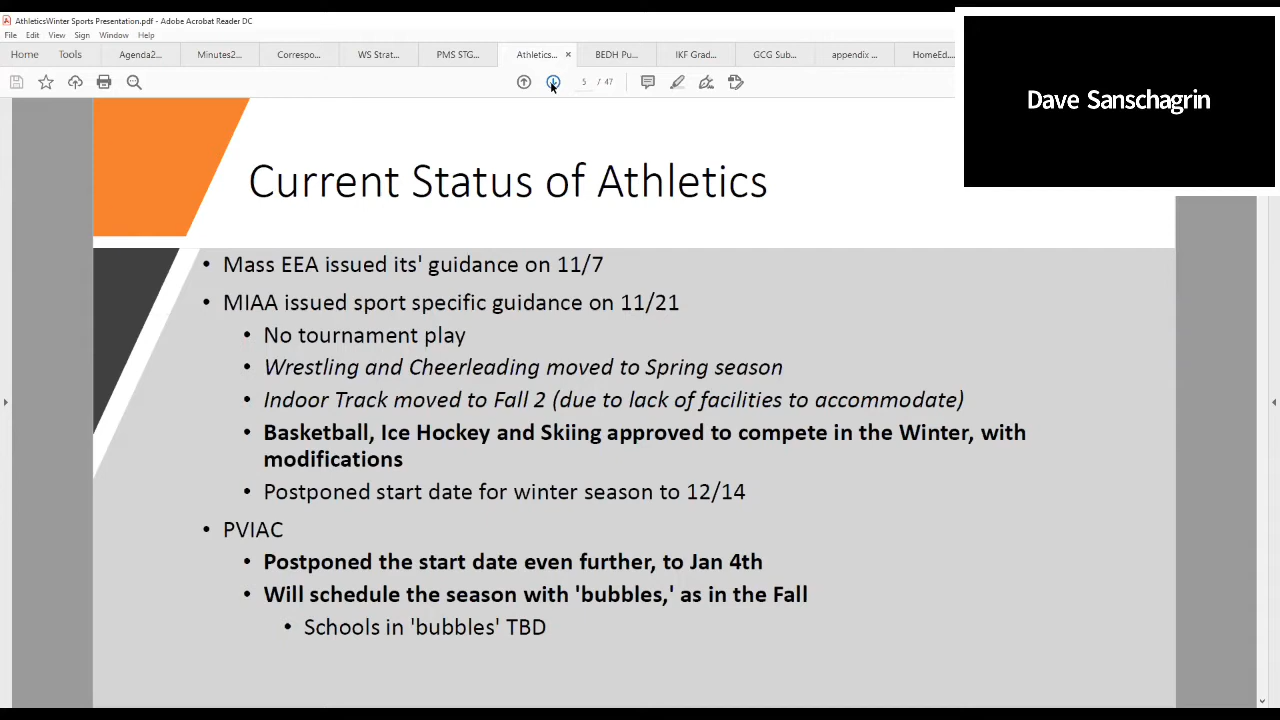 AthleticsWinter Sports Presentation.pdf - Adobe Acrobat Reader DC
File Edit View Sign Window Help
Home Tools Agenda2... Minutes2... Correspo... WS Strat... PMS STG... Athletics... × BEDH Pu... IKF Grad... GCG Sub... appendix ... HomeEd...
5 / 47
Dave Sanschagrin
Current Status of Athletics
• Mass EEA issued its' guidance on 11/7
• MIAA issued sport specific guidance on 11/21
• No tournament play
• Wrestling and Cheerleading moved to Spring season
• Indoor Track moved to Fall 2 (due to lack of facilities to accommodate)
• Basketball, Ice Hockey and Skiing approved to compete in the Winter, with
modifications
• Postponed start date for winter season to 12/14
• PVIAC
• Postponed the start date even further, to Jan 4th
• Will schedule the season with 'bubbles,' as in the Fall
• Schools in 'bubbles' TBD